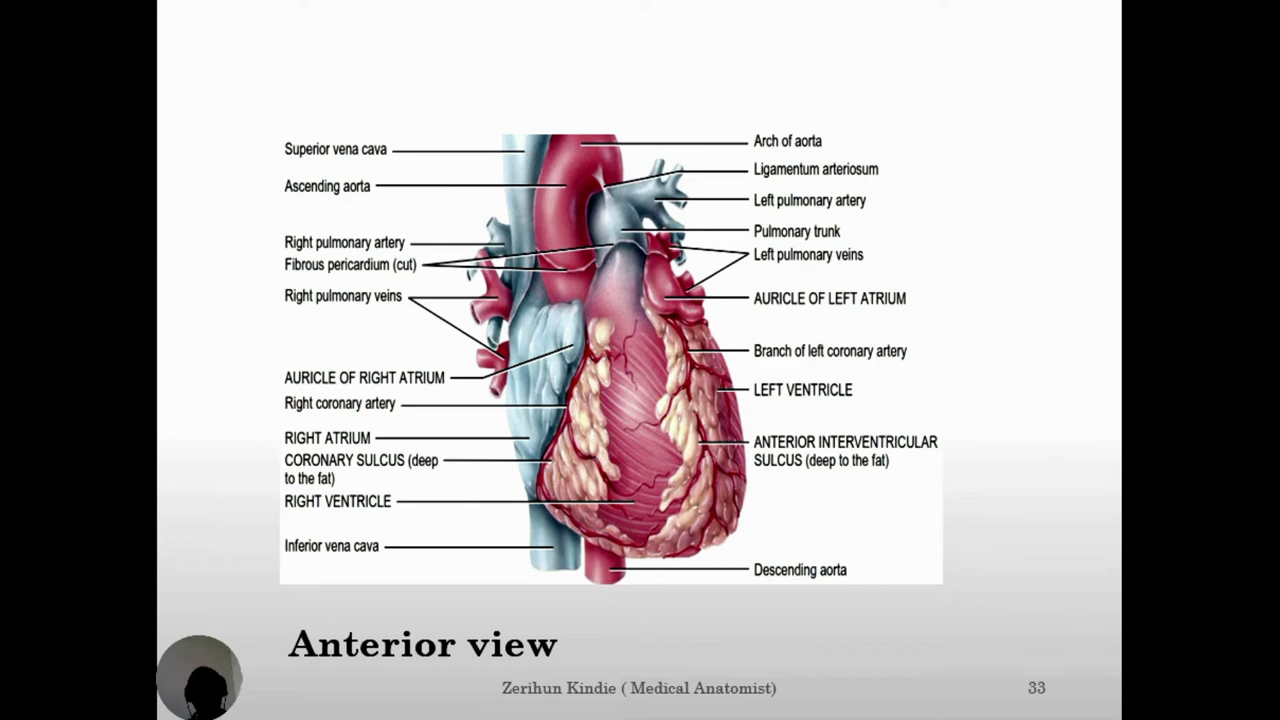 Superior vena cava
Ascending aorta
Right pulmonary artery
Fibrous pericardium (cut)
Right pulmonary veins
AURICLE OF RIGHT ATRIUM
Right coronary artery
RIGHT ATRIUM
CORONARY SULCUS (deep
to the fat)
RIGHT VENTRICLE
Inferior vena cava
Arch of aorta
Ligamentum arteriosum
Left pulmonary artery
Pulmonary trunk
Left pulmonary veins
AURICLE OF LEFT ATRIUM
Branch of left coronary artery
LEFT VENTRICLE
ANTERIOR INTERVENTRICULAR
SULCUS (deep to the fat)
Descending aorta
Anterior view
Zerihun Kindie ( Medical Anatomist)
33